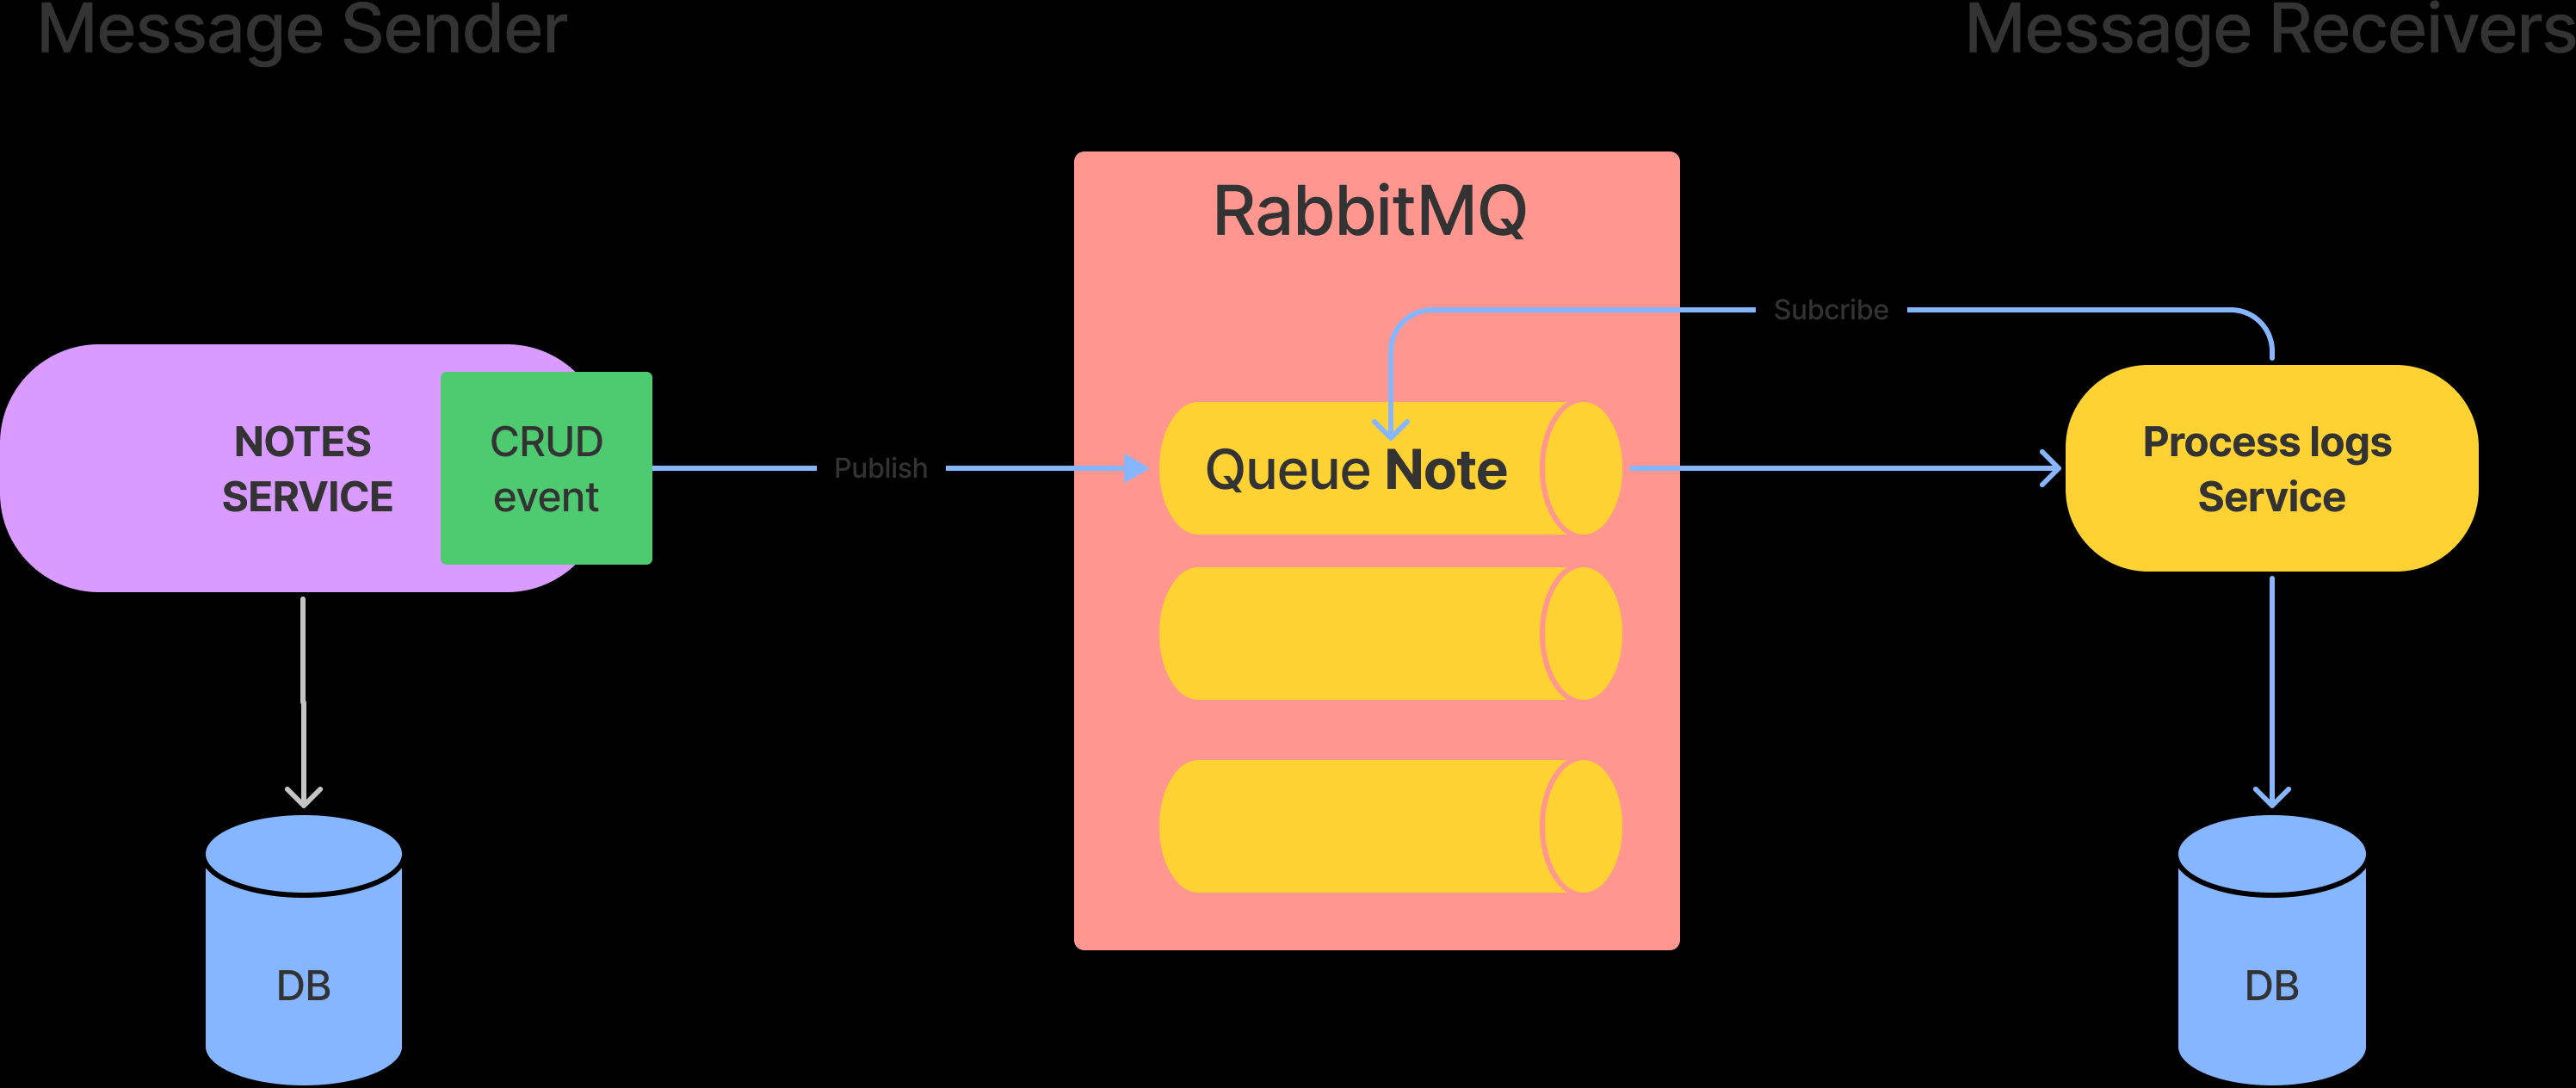 Message Sender
Message Receivers
RabbitMQ
Subcribe
NOTES
SERVICE
CRUD
event
Publish
Queue Note
Process logs
Service
DB
DB